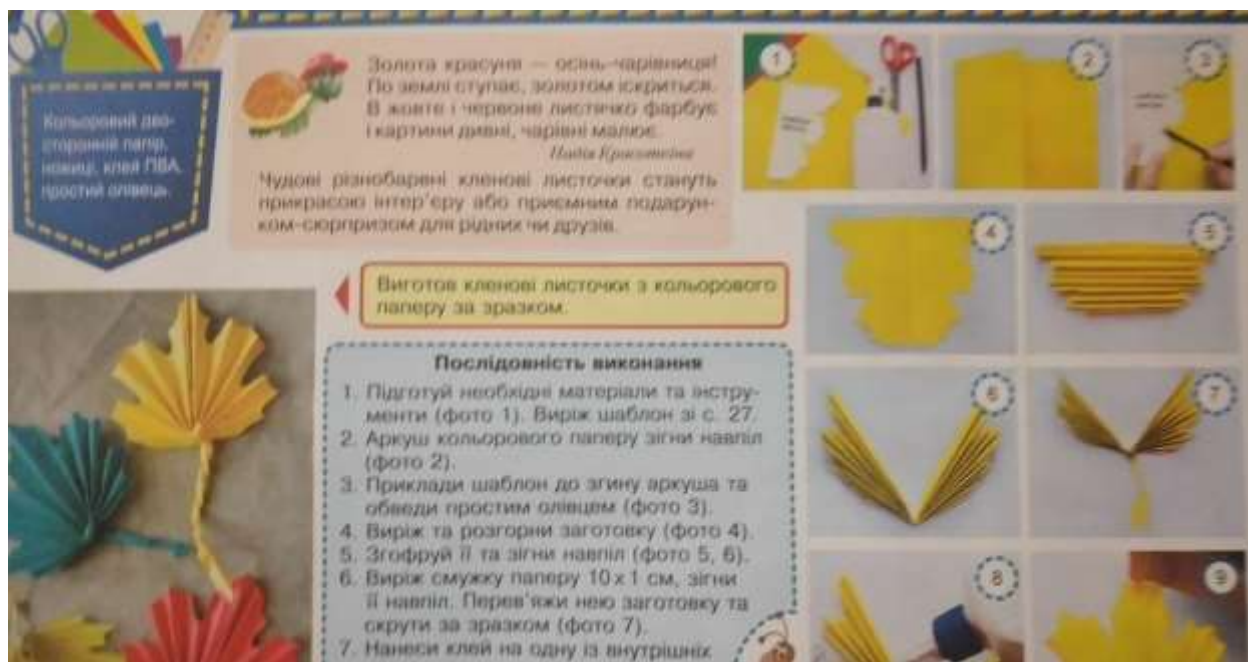 Кольоровий дво-
сторонній папір,
ножиці, клей ПВА,
простий олівець.
Золота красуня — осінь-чарівниця!
По землі ступає, золотом іскриться.
В жовте і червоне листячко фарбує
і картини дивні, чарівні малює.
Надія Красоткіна
Чудові різнобарвні кленові листочки стануть
прикрасою інтер'єру або приємним подарун-
ком-сюрпризом для рідних чи друзів.
Виготов кленові листочки з кольорового
паперу за зразком.
Послідовність виконання
1. Підготуй необхідні матеріали та інстру-
менти (фото 1). Виріж шаблон зі с. 27.
2. Аркуш кольорового паперу зігни навпіл
(фото 2).
3. Приклади шаблон до згину аркуша та
обведи простим олівцем (фото 3).
4. Виріж та розгорни заготовку (фото 4).
5. Згофруй її та зігни навпіл (фото 5, 6).
6. Виріж смужку паперу 10 x 1 см, зігни
її навпіл. Перев'яжи нею заготовку та
скрути за зразком (фото 7).
7. Нанеси клей на одну із внутрішніх
1
2
3
4
5
6
7
8
9